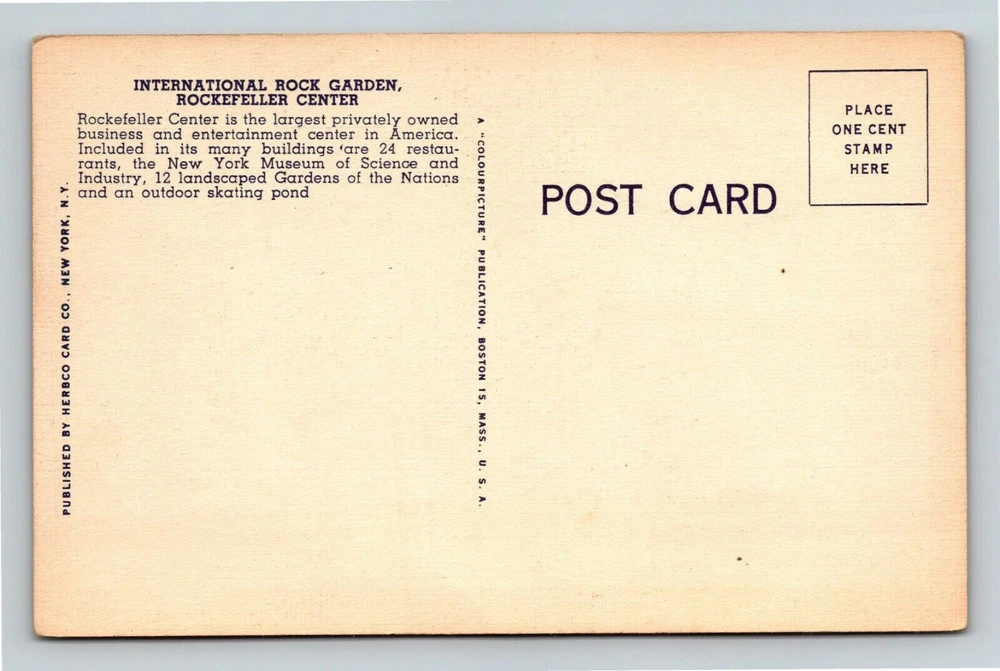 INTERNATIONAL ROCK GARDEN,
ROCKEFELLER CENTER
Rockefeller Center is the largest privately owned
business and entertainment center in America.
Included in its many buildings 'are 24 restau-
rants, the New York Museum of Science and
Industry, 12 landscaped Gardens of the Nations
and an outdoor skating pond
PUBLISHED BY HERBCO CARD CO., NEW YORK, N.Y.
A "COLOURPICTURE" PUBLICATION, BOSTON 15, MASS., U. S. A.
POST CARD
PLACE
ONE CENT
STAMP
HERE